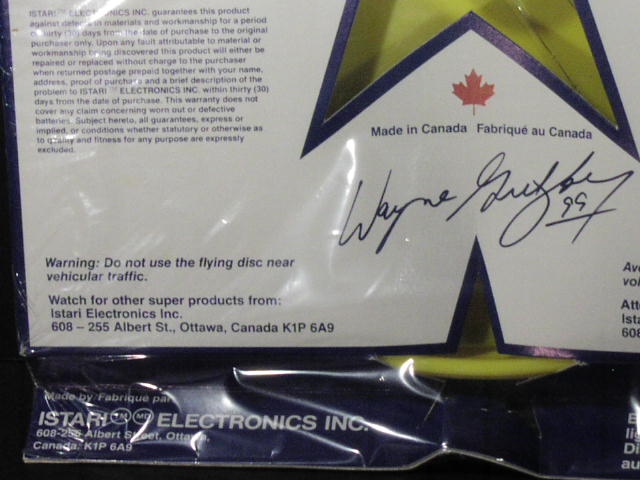 ISTARI™ ELECTRONICS INC. guarantees this product
against defects in materials and workmanship for a period
of thirty (30) days from the date of purchase to the original
purchaser only. Upon any fault attributable to material or
workmanship being discovered this product will either be
repaired or replaced without charge to the purchaser
when returned postage prepaid together with your name,
address, proof of purchase and a brief description of the
problem to ISTARI™ ELECTRONICS INC. within thirty (30)
days from the date of purchase. This warranty does not
cover any claim concerning worn out or defective
batteries. Subject hereto, all guarantees, express or
implied, or conditions whether statutory or otherwise as
to quality and fitness for any purpose are expressly
excluded.
Made in Canada Fabriqué au Canada
Wayne Gretzky
99
Warning: Do not use the flying disc near
vehicular traffic.
Watch for other super products from:
Istari Electronics Inc.
608 – 255 Albert St., Ottawa, Canada K1P 6A9
Made by/Fabriqué par
ISTARI™ MD ELECTRONICS INC.
608-255 Albert Street, Ottawa,
Canada, K1P 6A9